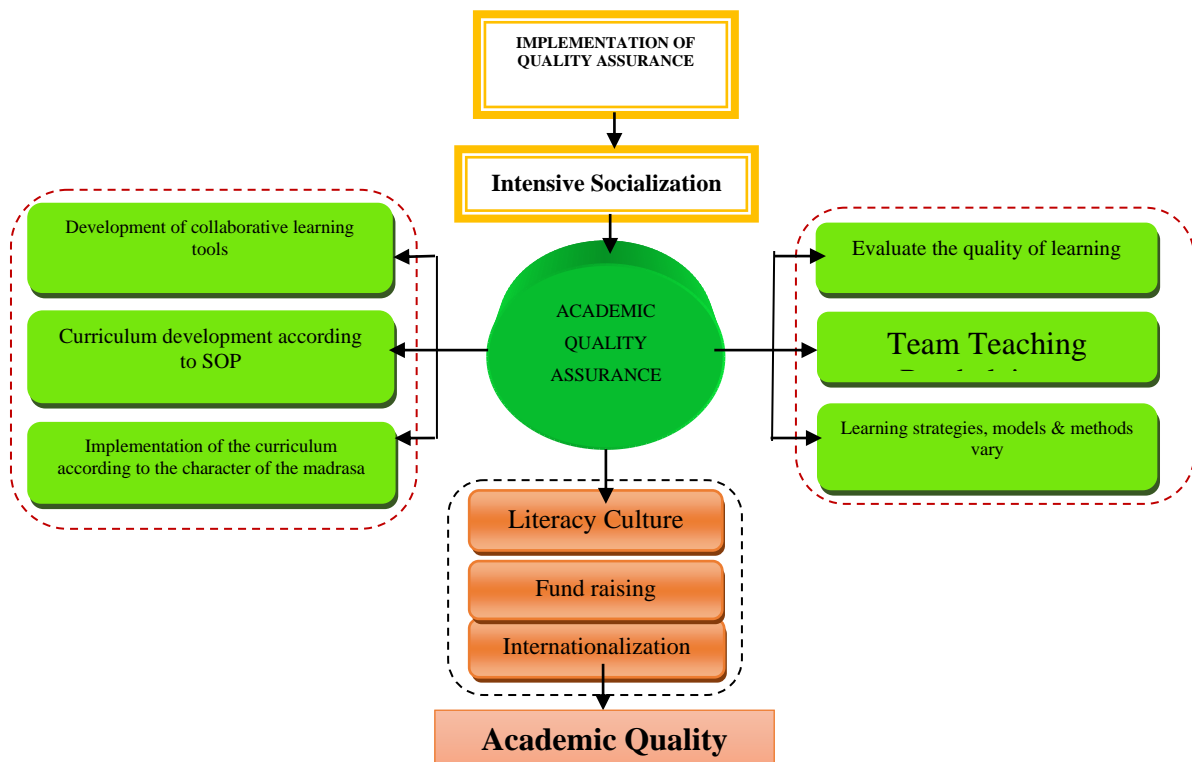 IMPLEMENTATION OF
QUALITY ASSURANCE
Intensive Socialization
Development of collaborative learning
tools
Curriculum development according
to SOP
Implementation of the curriculum
according to the character of the madrasa
ACADEMIC
QUALITY
ASSURANCE
Evaluate the quality of learning
Team Teaching
Learning strategies, models & methods
vary
Literacy Culture
Fund raising
Internationalization
Academic Quality